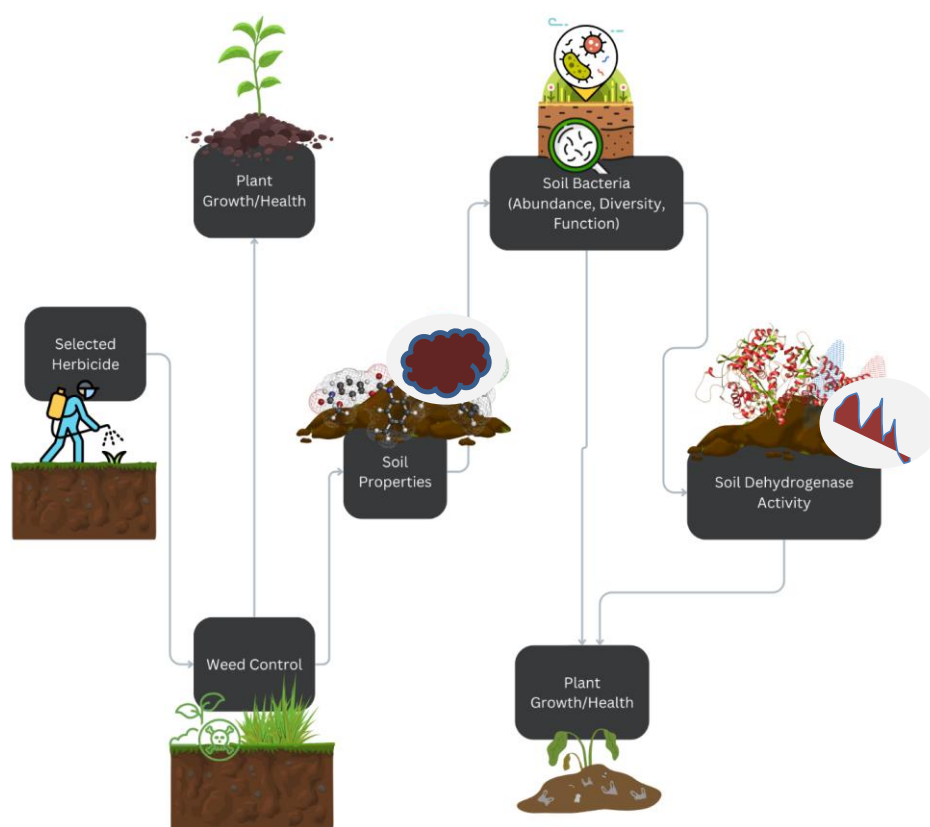 Plant
Growth/Health
Soil Bacteria
(Abundance, Diversity,
Function)
Selected
Herbicide
Soil
Properties
Soil Dehydrogenase
Activity
Weed Control
Plant
Growth/Health